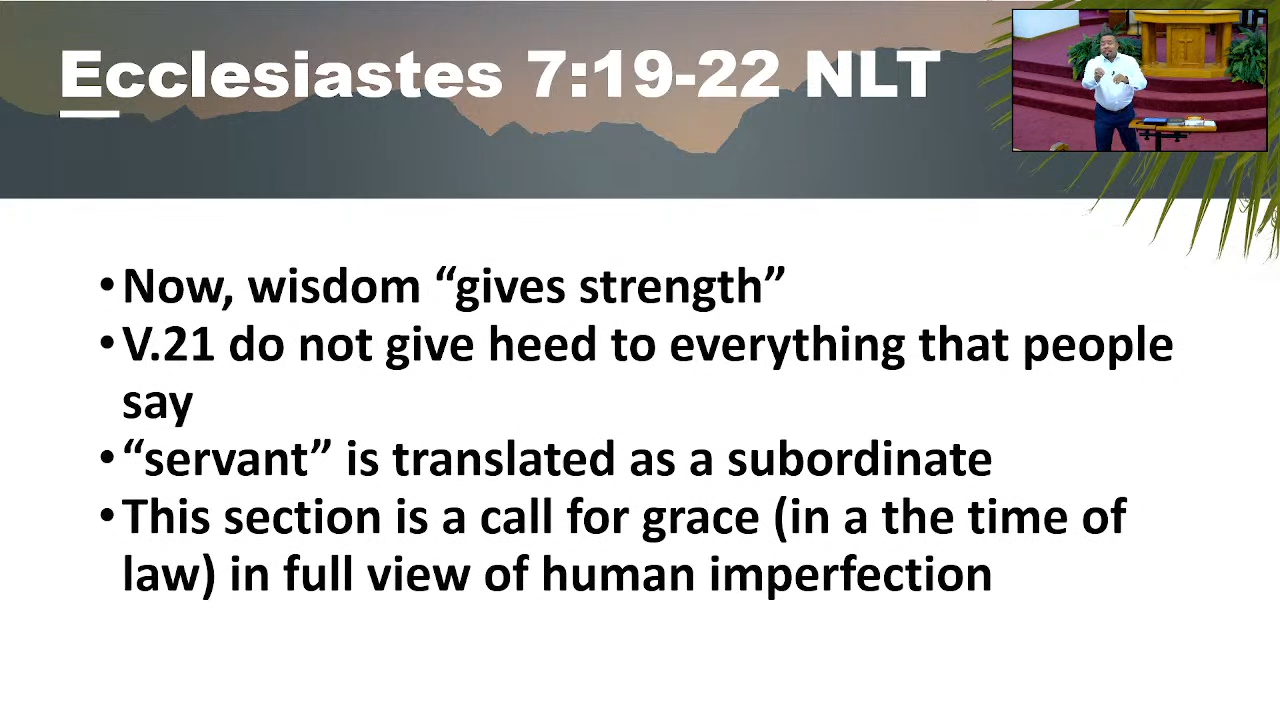 Ecclesiastes 7:19-22 NLT
•Now, wisdom “gives strength”
•V.21 do not give heed to everything that people
say
•“servant” is translated as a subordinate
•This section is a call for grace (in a the time of
law) in full view of human imperfection